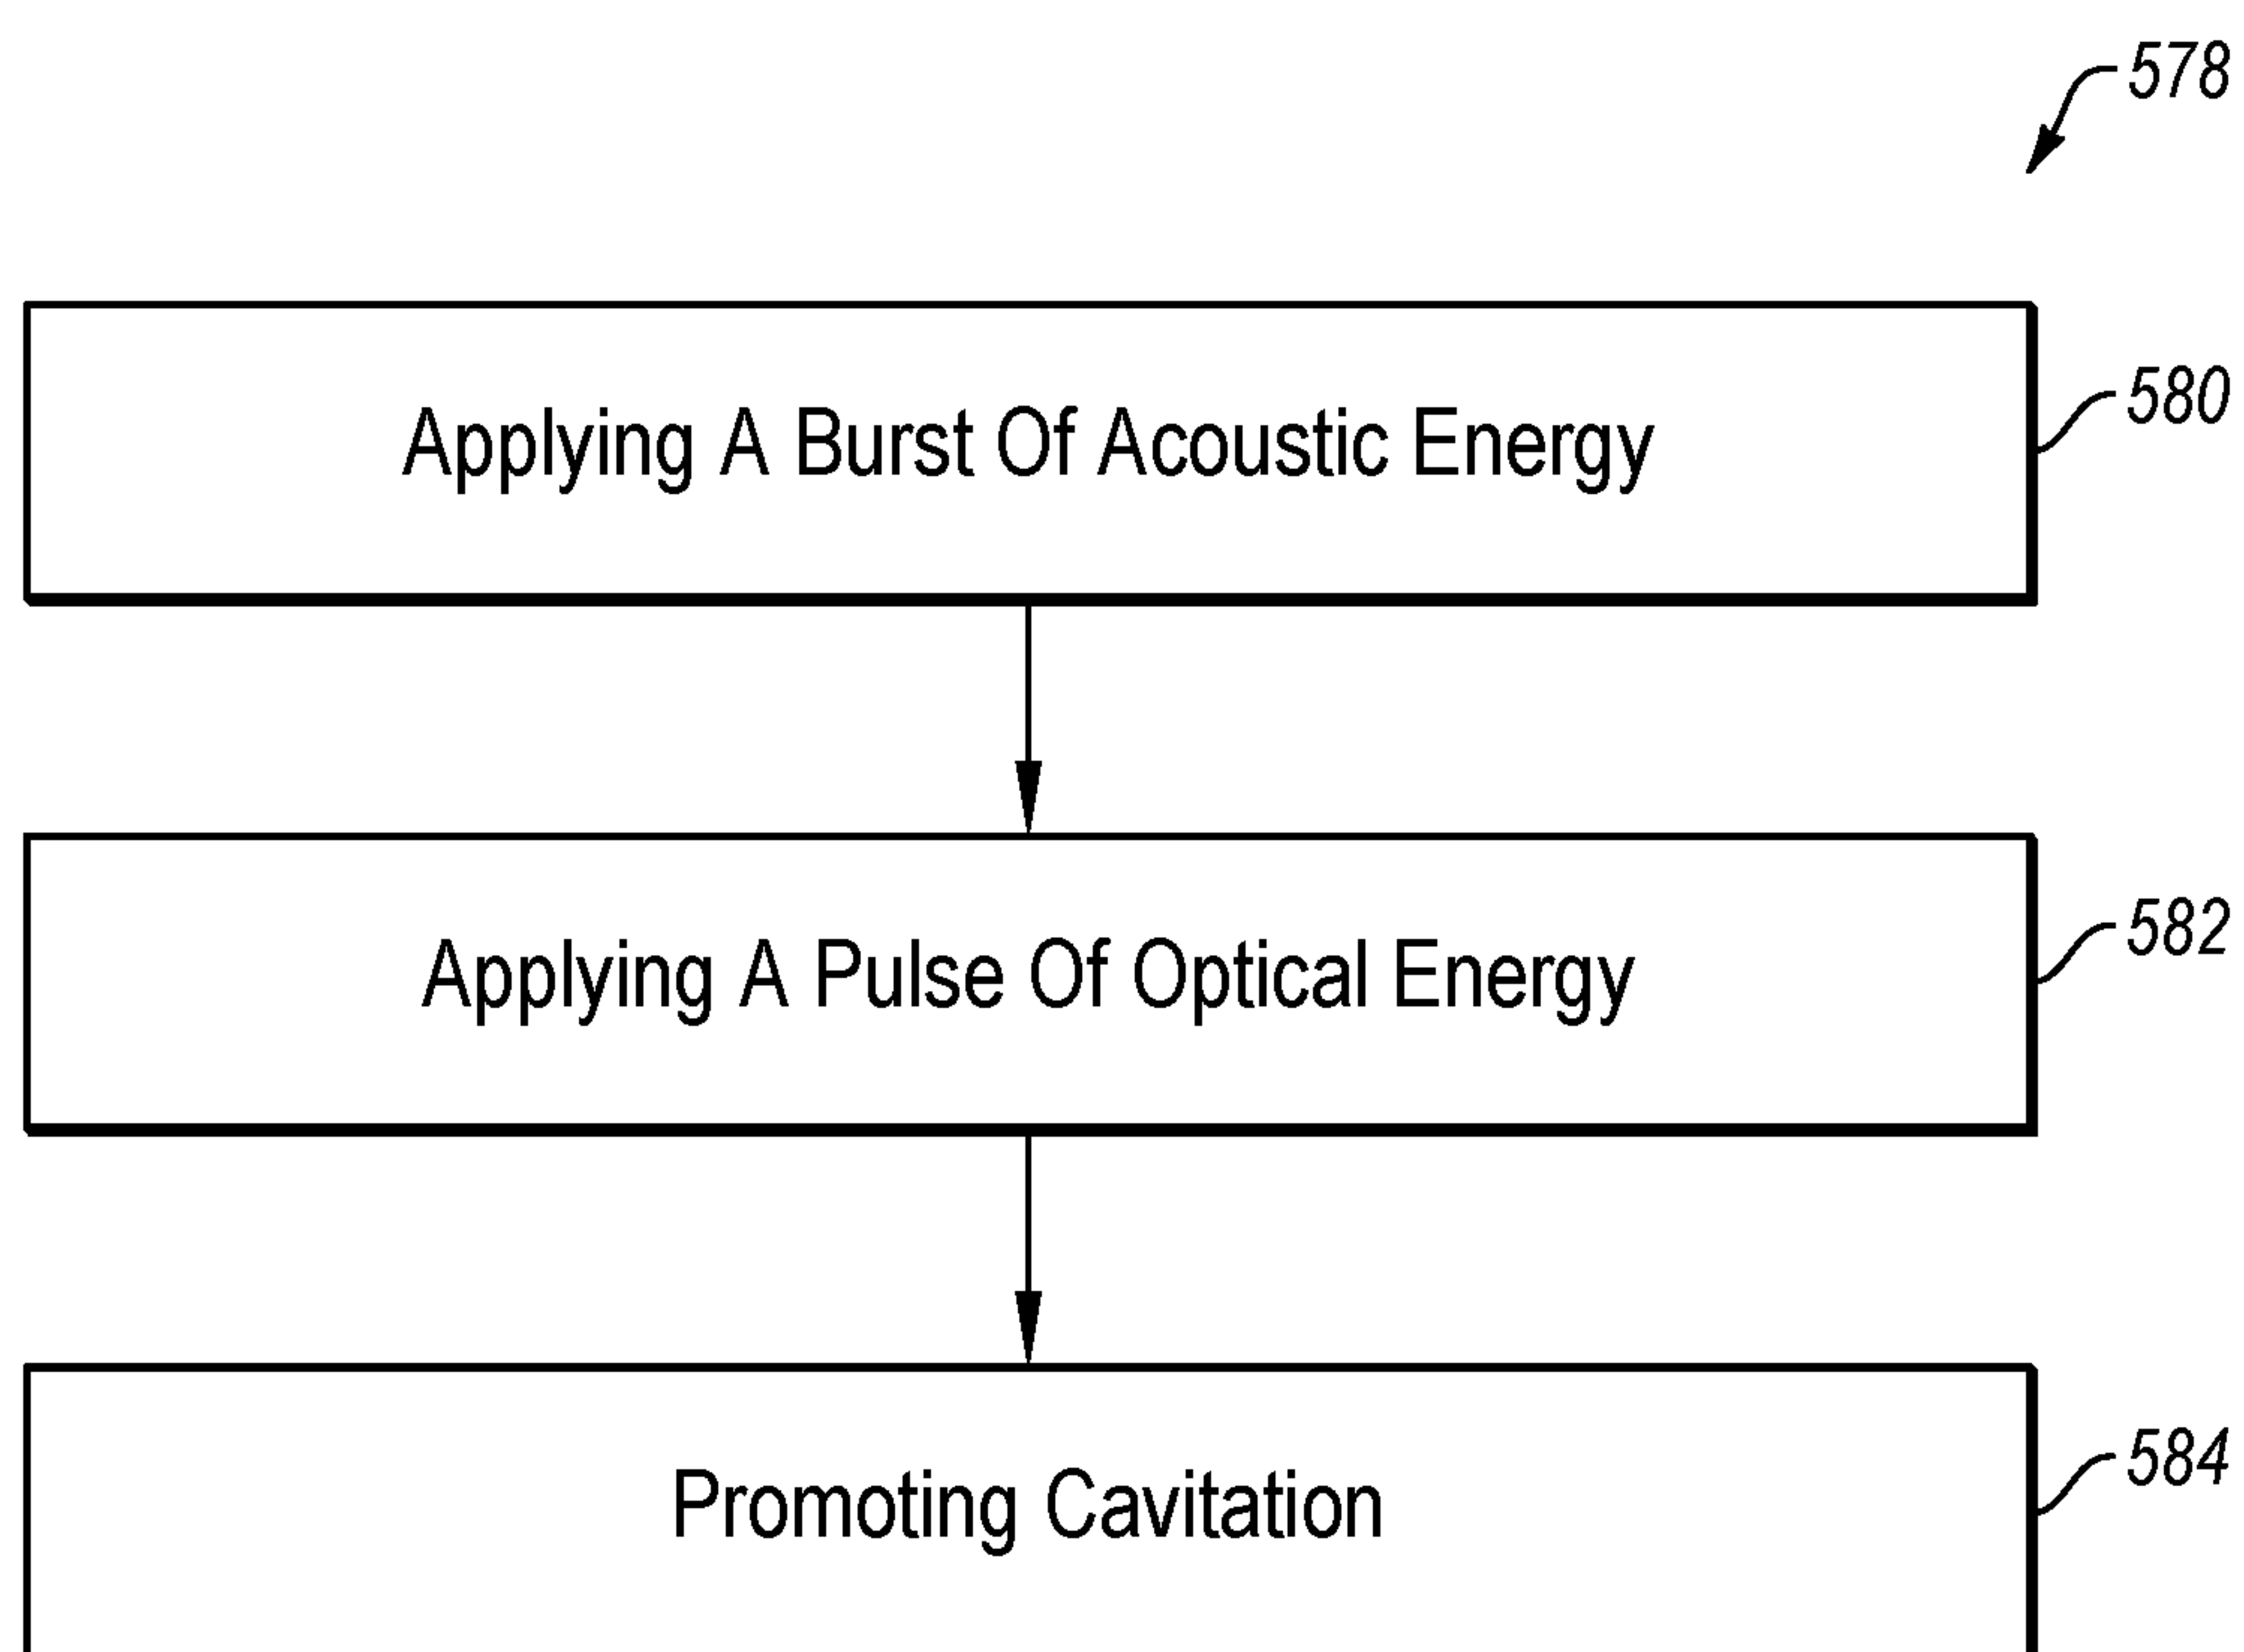 578
Applying A Burst Of Acoustic Energy
580
Applying A Pulse Of Optical Energy
582
Promoting Cavitation
584